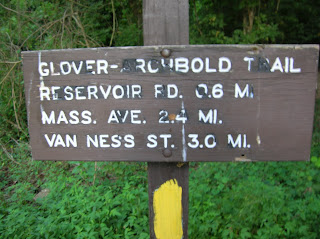 GLOVER-ARCHBOLD TRAIL
RESERVOIR RD. 0.6 MI.
MASS. AVE. 2.4 MI.
VAN NESS ST. 3.0 MI.